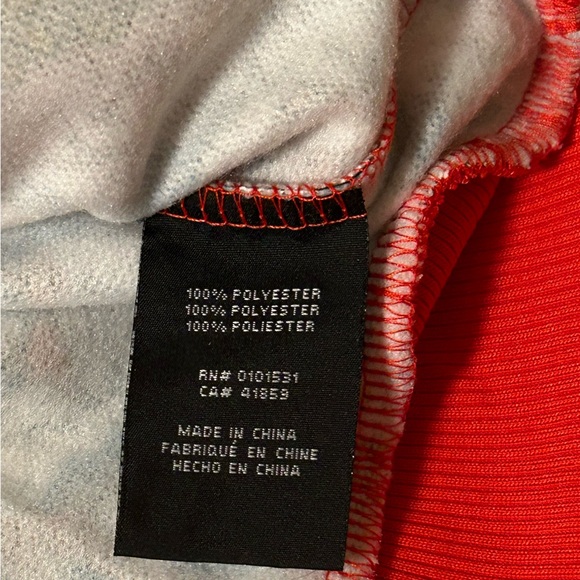 100% POLYESTER
100% POLYESTER
100% POLIESTER
RN# 0101531
CA# 41859
MADE IN CHINA
FABRIQUÉ EN CHINE
HECHO EN CHINA